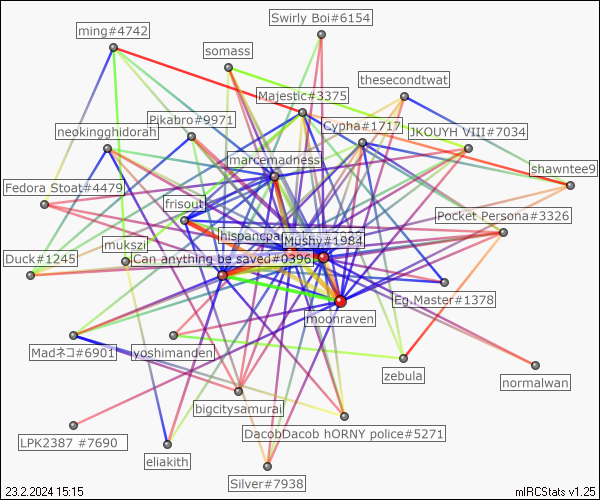 Swirly Boi#6154
ming#4742
somass
thesecondtwat
Majestic#3375
Pikabro#9971
Cypha#1717
neokingghidorah
JKOUYH VIII#7034
marcemadness
shawntee9
Fedora Stoat#4479
frisout
Pocket Persona#3326
hispancpa
Mushy#1984
mukszi
Duck#1245
Can anything be saved#0396
Eg.Master#1378
moonraven
Madネコ#6901
yoshimanden
zebula
normalwan
bigcitysamurai
DacobDacob hORNY police#5271
LPK2387 #7690
eliakith
Silver#7938
23.2.2024 15:15
mIRCStats v1.25